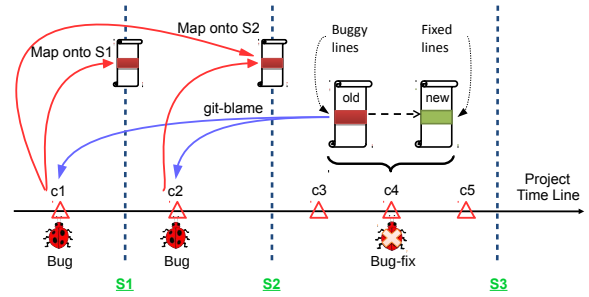 Map onto S2
Buggy
lines
Fixed
lines
Map onto S1
old
new
git-blame
c1
c2
c3
c4
c5
Project
Time Line
Bug
Bug
Bug-fix
S1
S2
S3